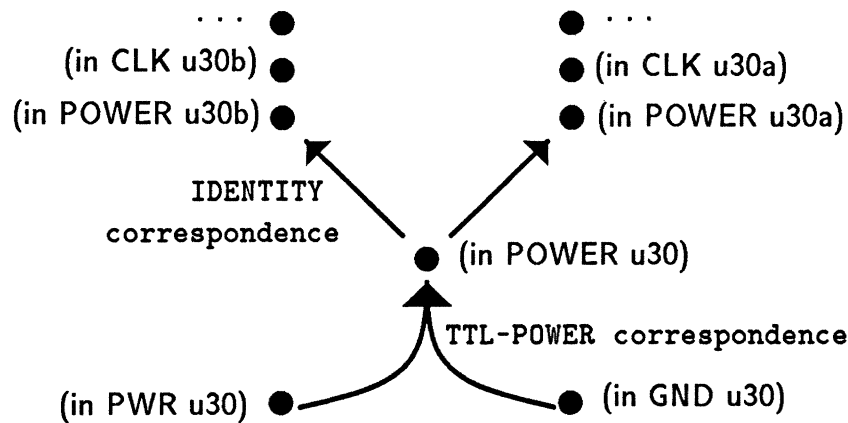 ... ...
(in CLK u30b) (in CLK u30a)
(in POWER u30b) (in POWER u30a)
IDENTITY
correspondence
(in POWER u30)
TTL-POWER correspondence
(in PWR u30) (in GND u30)